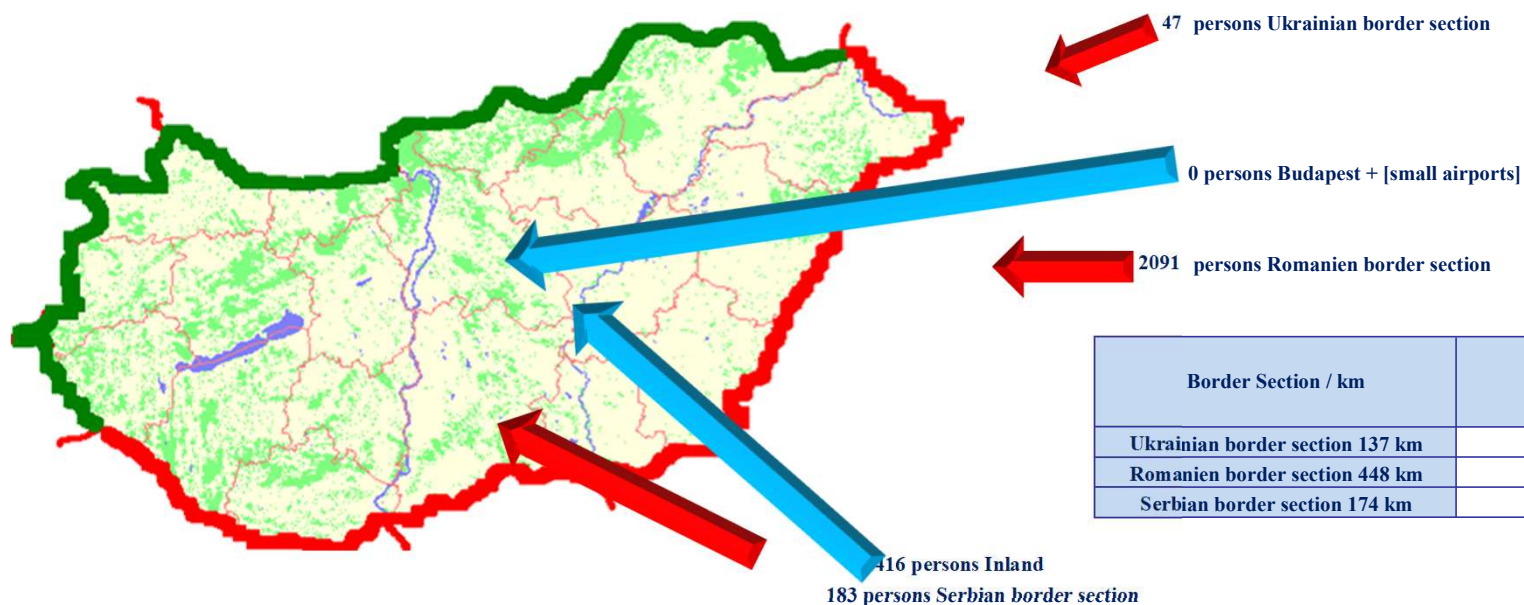 47 persons Ukrainian border section
0 persons Budapest + [small airports]
2091 persons Romanien border section
Border Section / km
Ukrainian border section 137 km
Romanien border section 448 km
Serbian border section 174 km
416 persons Inland
183 persons Serbian border section